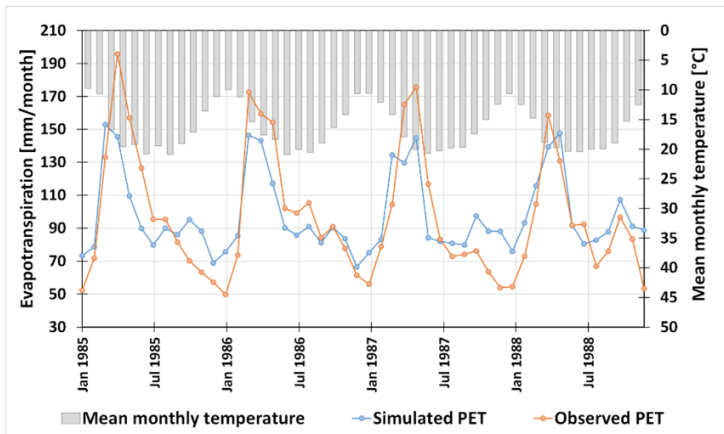 Evapotranspiration [mm/month]
210
190
170
150
130
110
90
70
50
30
0
5
10
15
20
25
30
35
40
45
50
Mean monthly temperature [°C]
Jan 1985
Jul 1985
Jan 1986
Jul 1986
Jan 1987
Jul 1987
Jan 1988
Jul 1988
Mean monthly temperature Simulated PET Observed PET